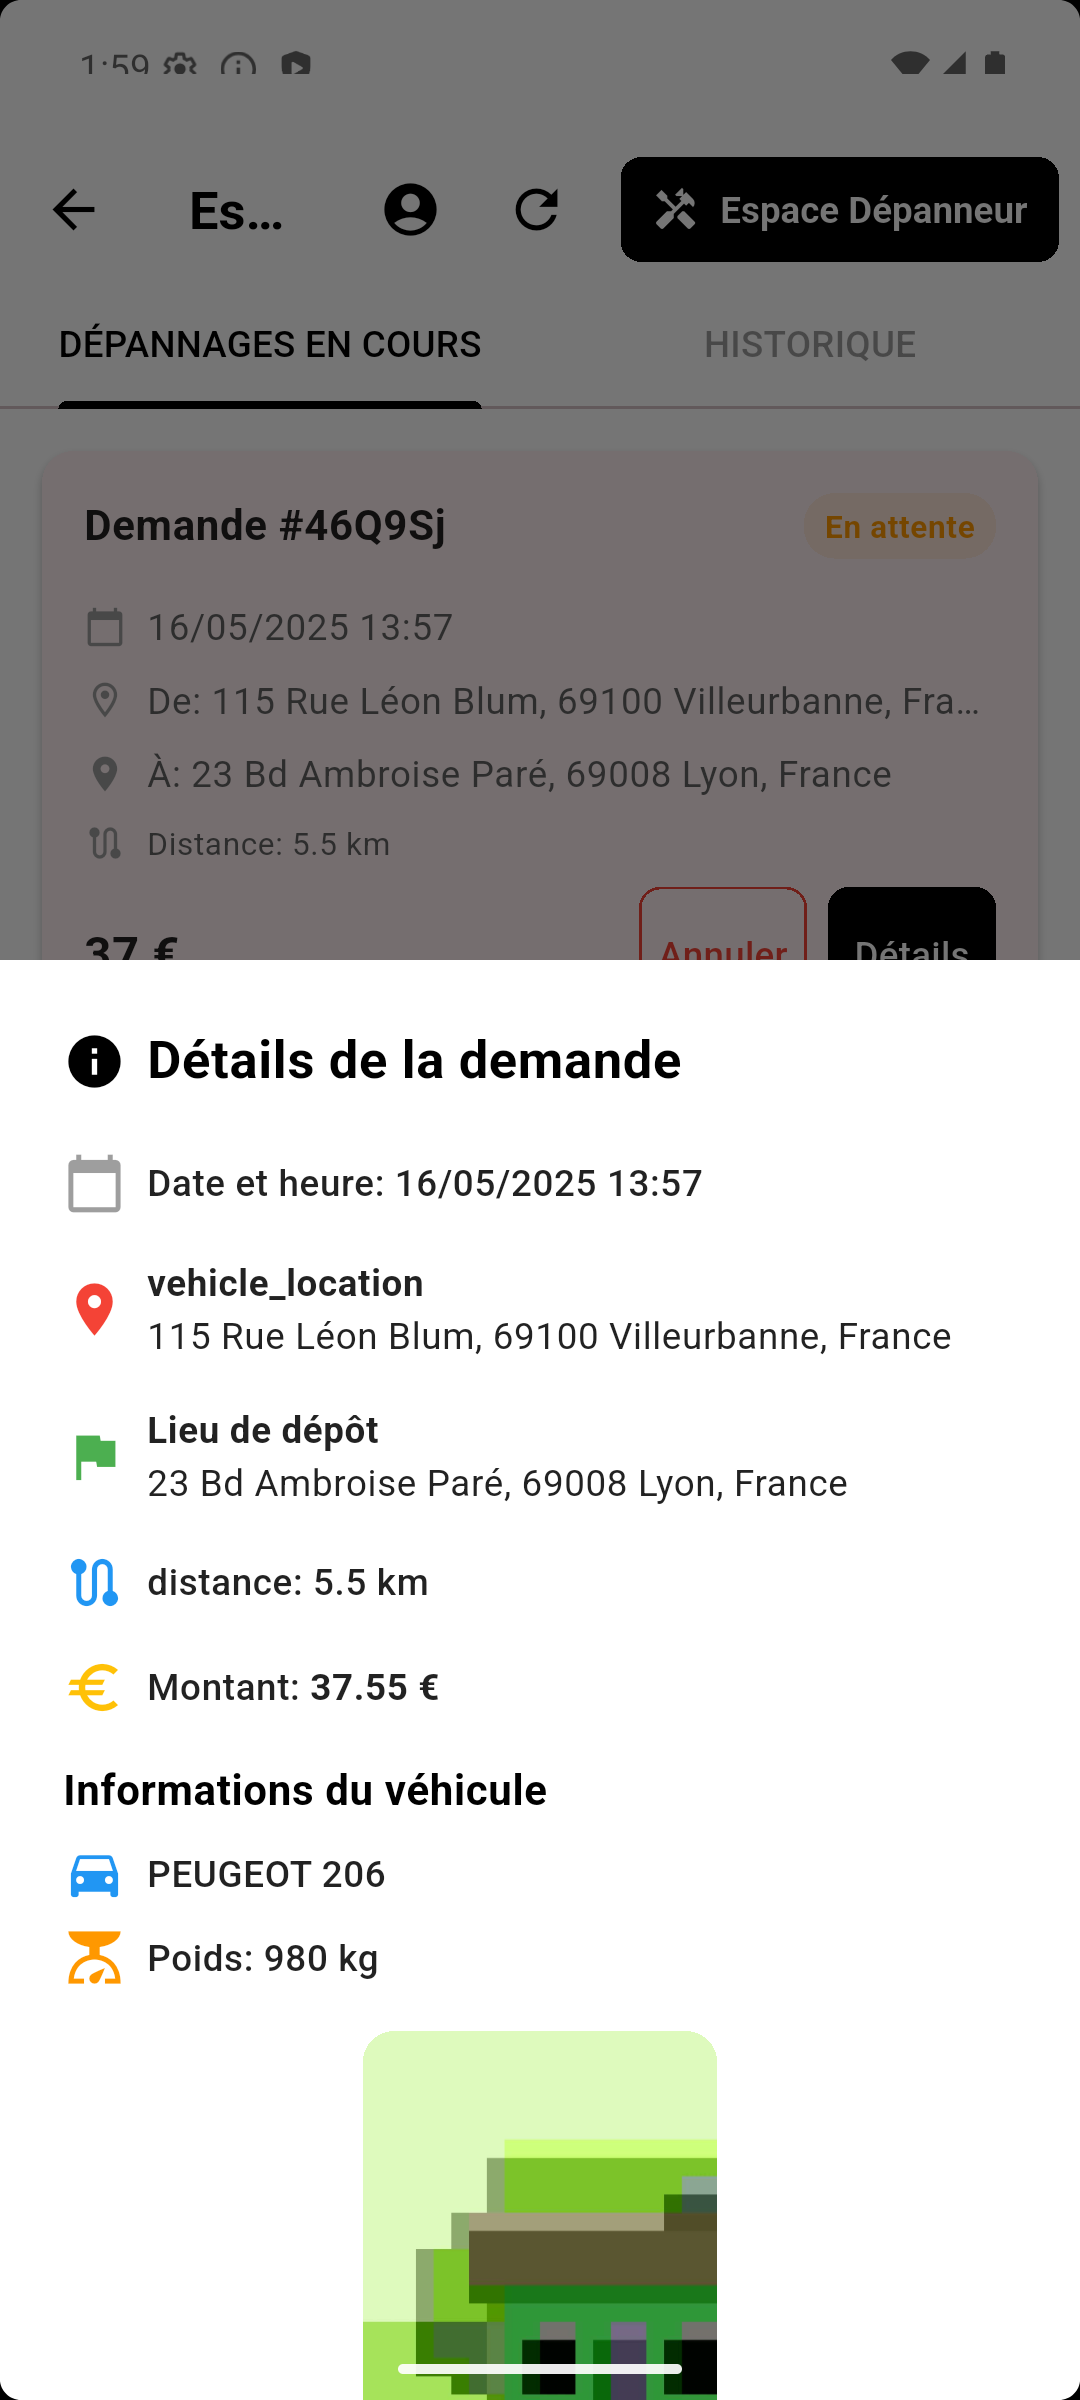 1:59
Es...
Espace Dépanneur
DÉPANNAGES EN COURS
HISTORIQUE
Demande #46Q9Sj
En attente
16/05/2025 13:57
De: 115 Rue Léon Blum, 69100 Villeurbanne, Fra...
À: 23 Bd Ambroise Paré, 69008 Lyon, France
Distance: 5.5 km
37 €
Annuler
Détails
Détails de la demande
Date et heure: 16/05/2025 13:57
vehicle_location
115 Rue Léon Blum, 69100 Villeurbanne, France
Lieu de dépôt
23 Bd Ambroise Paré, 69008 Lyon, France
distance: 5.5 km
Montant: 37.55 €
Informations du véhicule
PEUGEOT 206
Poids: 980 kg